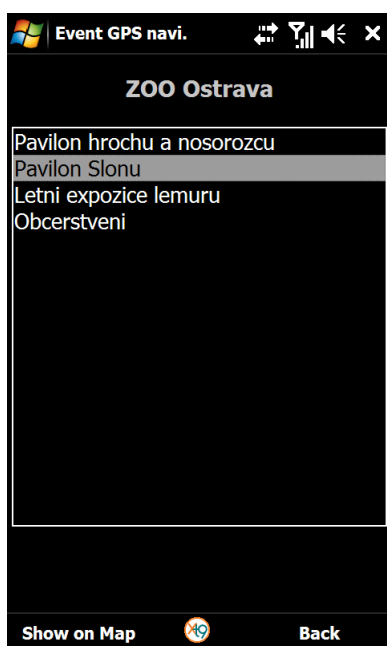 Event GPS navi.
ZOO Ostrava
Pavilon hrochu a nosorozcu
Pavilon Slonu
Letni expozice lemuru
Obcerstveni
Show on Map
Back